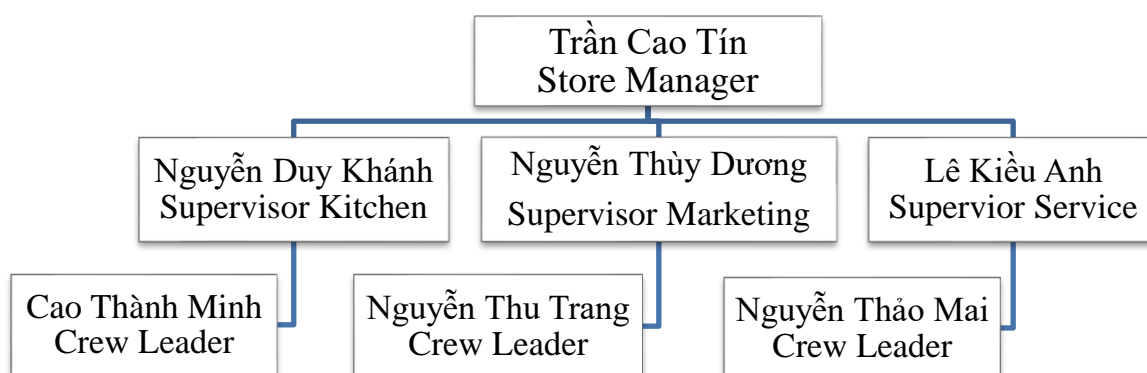 Trần Cao Tín
Store Manager
Nguyễn Duy Khánh
Supervisor Kitchen
Nguyễn Thùy Dương
Supervisor Marketing
Lê Kiều Anh
Supervior Service
Cao Thành Minh
Crew Leader
Nguyễn Thu Trang
Crew Leader
Nguyễn Thảo Mai
Crew Leader